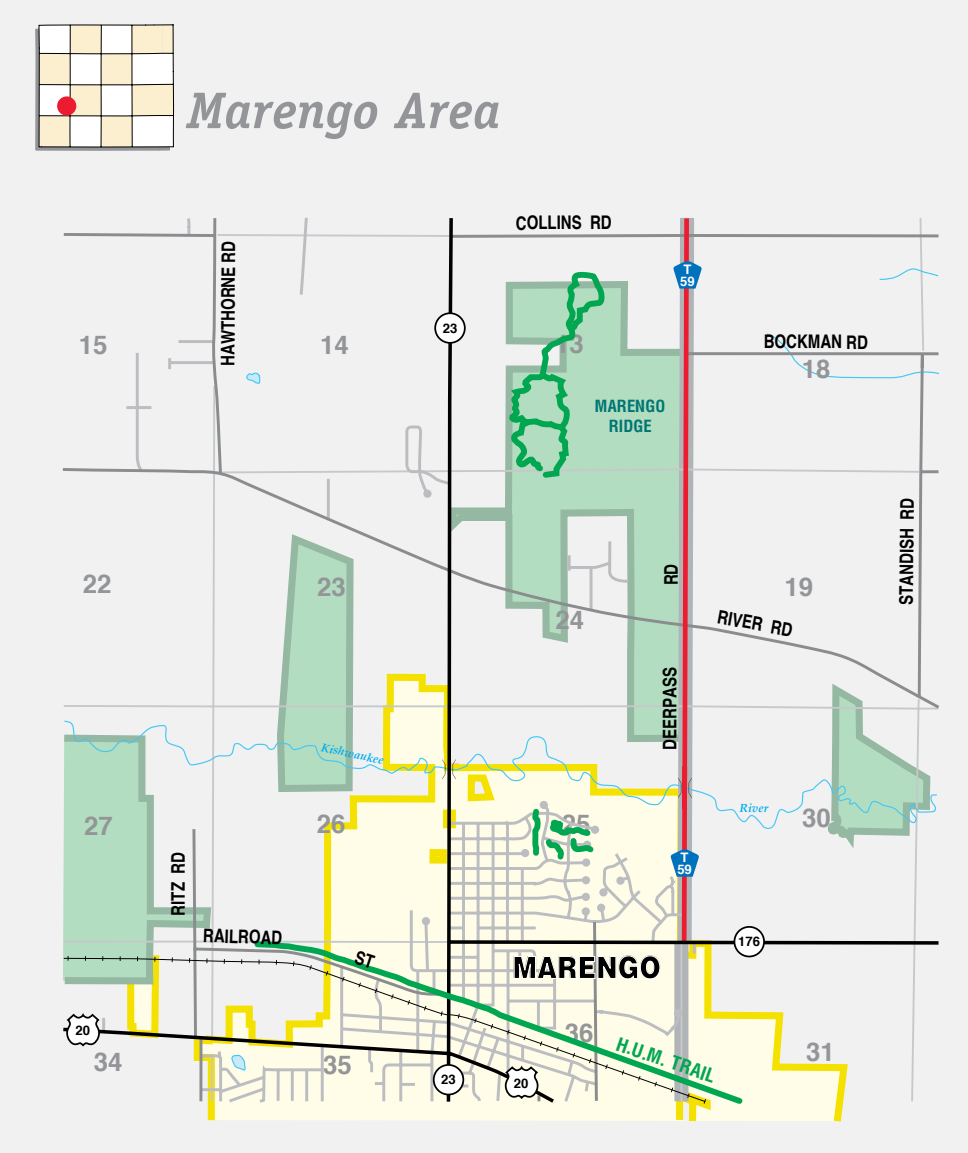 Marengo Area
COLLINS RD
HAWTHORNE RD
T
59
23
BOCKMAN RD
15
14
13
18
MARENGO
RIDGE
STANDISH RD
22
23
RD
19
24
RIVER RD
DEERPASS
Kishwaukee
River
27
26
25
30
T
59
RITZ RD
RAILROAD
ST
176
MARENGO
20
36
H.U.M. TRAIL
34
35
31
23
20